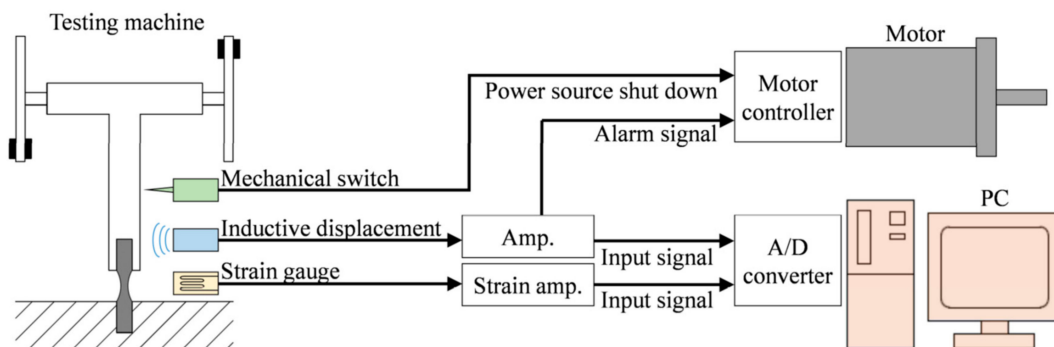 Testing machine
Motor
Motor
controller
Power source shut down
Alarm signal
Mechanical switch
PC
Inductive displacement
Amp.
Input signal
A/D
converter
Strain gauge
Strain amp.
Input signal